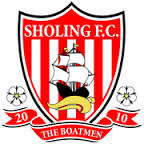 SHOLING F.C.
20 10
THE BOATMEN